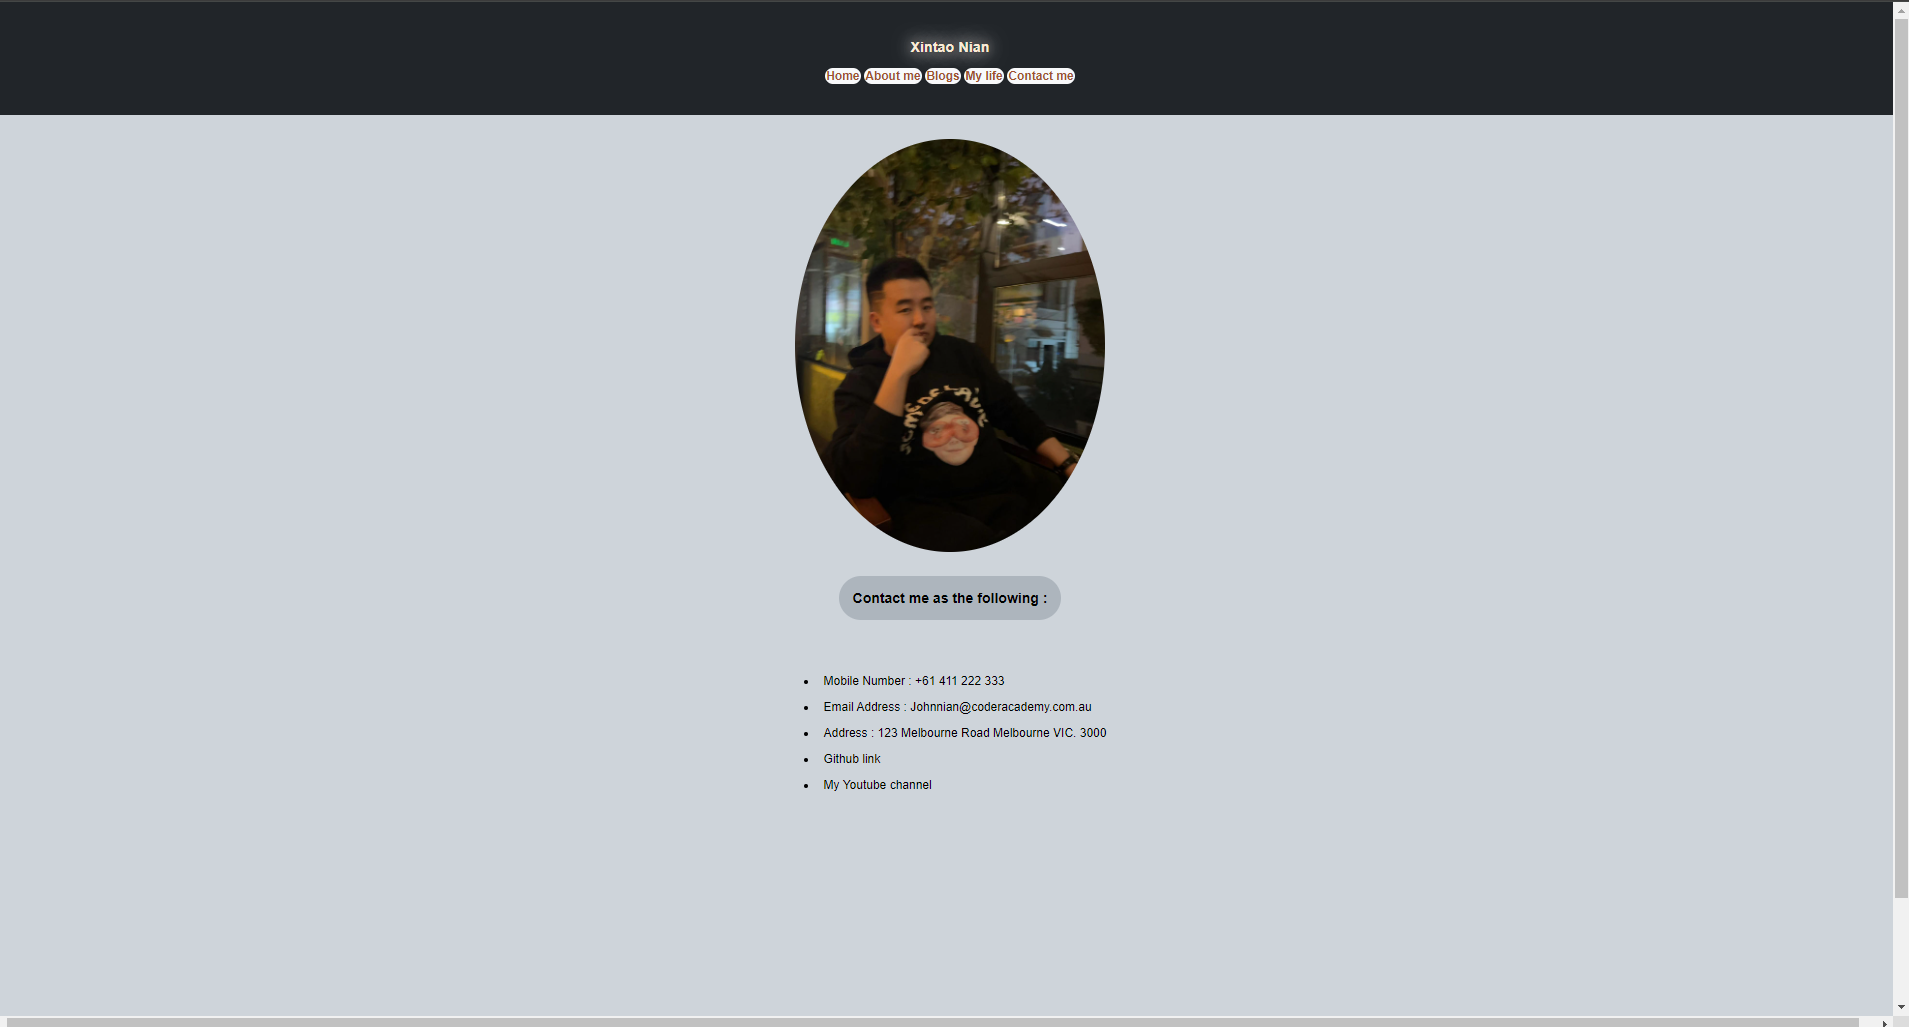 Xintao Nian
Home About me Blogs My life Contact me
Contact me as the following :
Mobile Number : +61 411 222 333
Email Address : Johnnian@coderacademy.com.au
Address : 123 Melbourne Road Melbourne VIC. 3000
Github link
My Youtube channel